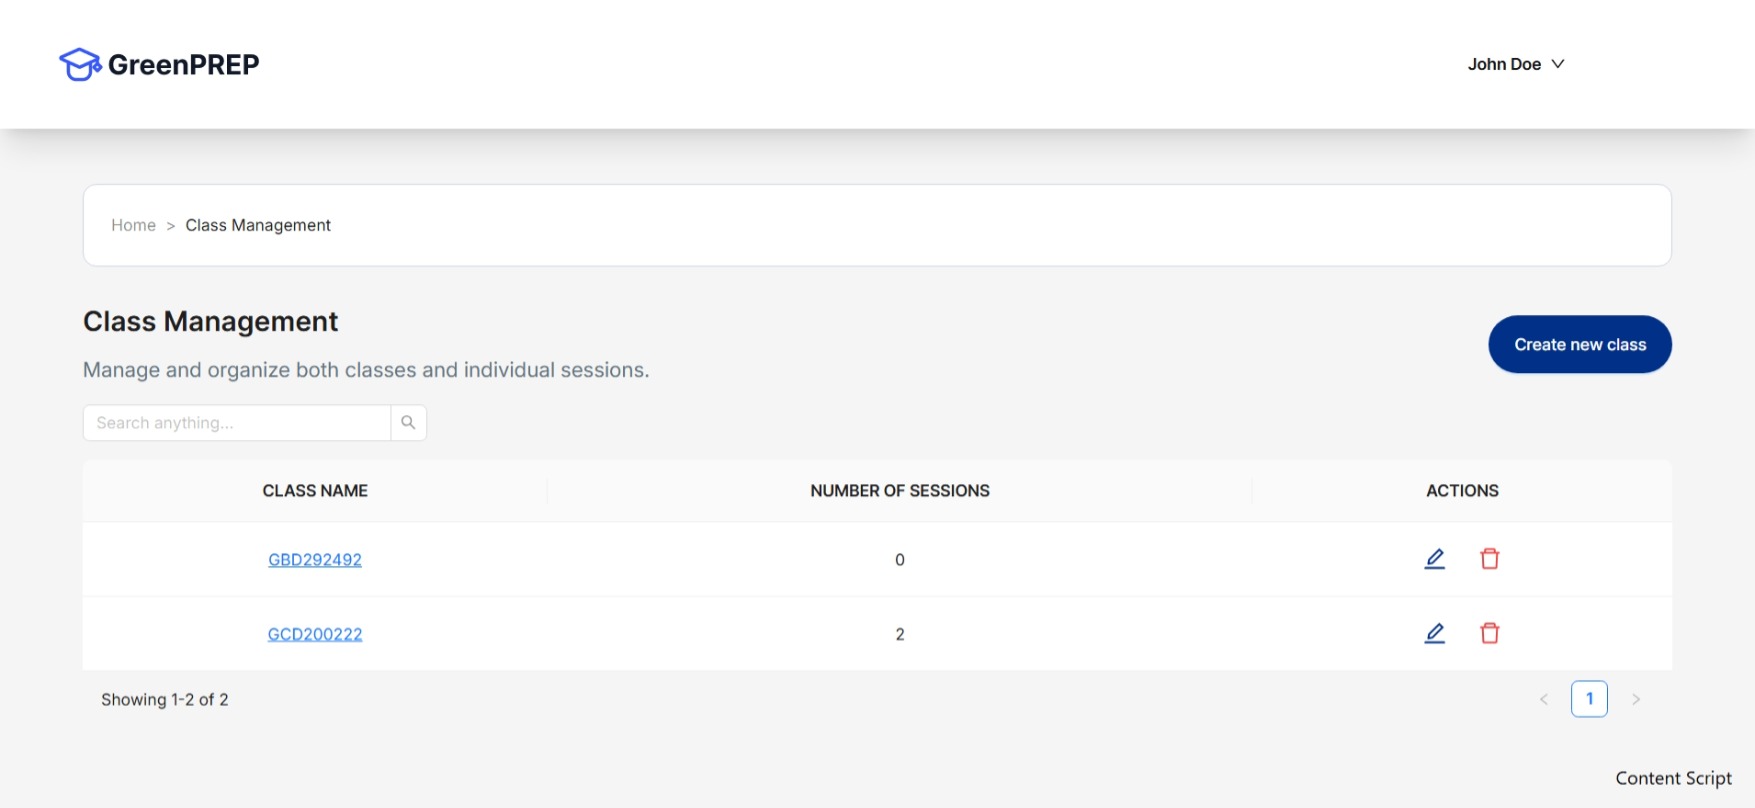 GreenPREP
John Doe
Home > Class Management
Class Management
Create new class
Manage and organize both classes and individual sessions.
Search anything...
CLASS NAME NUMBER OF SESSIONS ACTIONS
GBD292492 0
GCD200222 2
Showing 1-2 of 2
< 1 >
Content Script